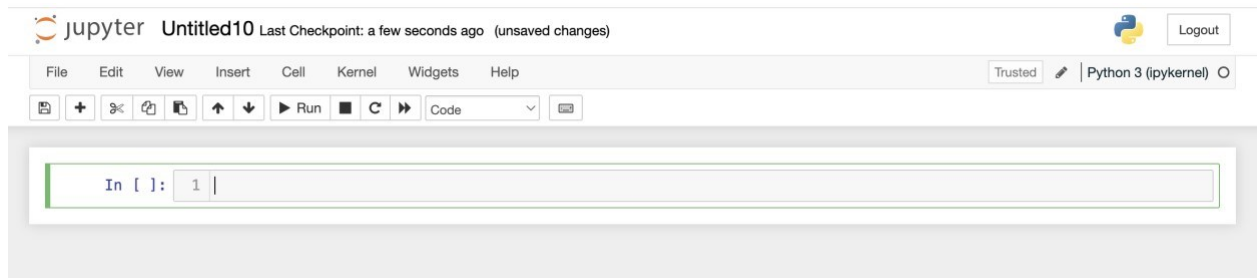 jupyter Untitled10 Last Checkpoint: a few seconds ago (unsaved changes) Logout
File Edit View Insert Cell Kernel Widgets Help Trusted Python 3 (ipykernel)
Run Code
In [ ]: 1